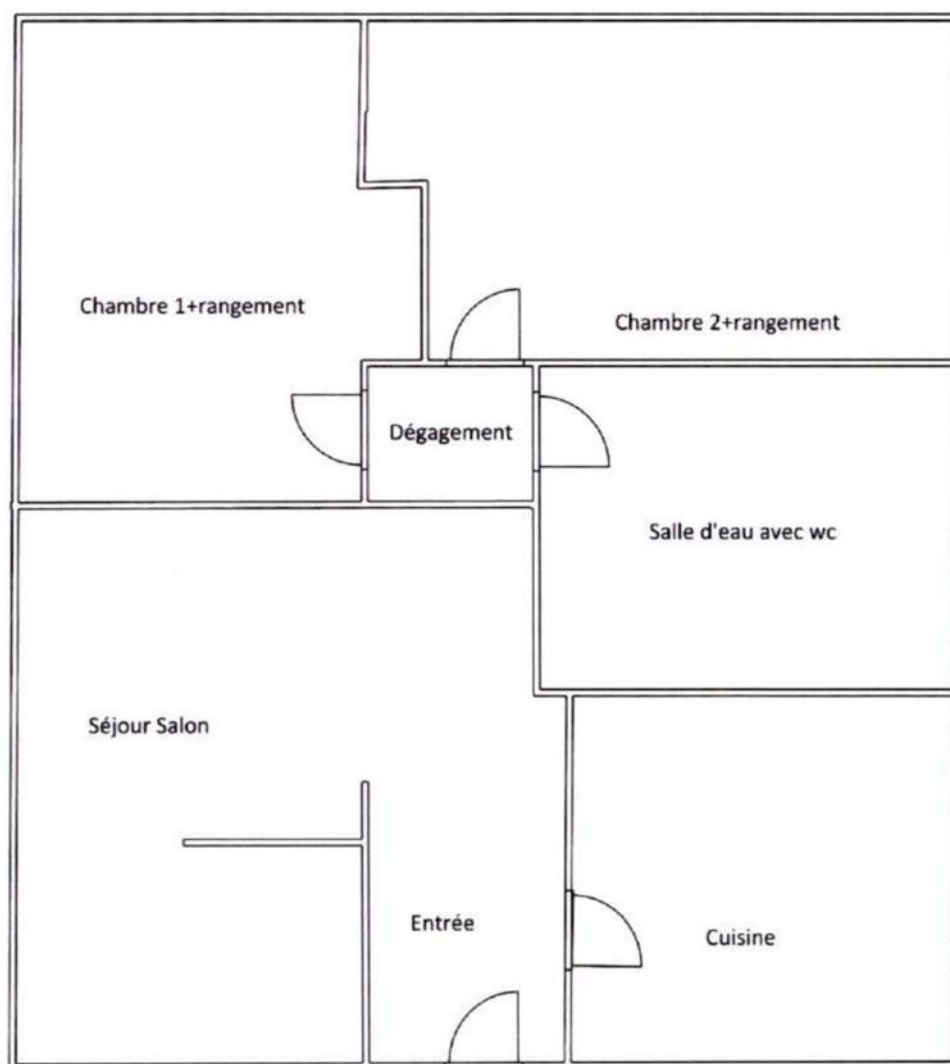 Chambre 1+rangement
Chambre 2+rangement
Dégagement
Salle d'eau avec wc
Séjour Salon
Entrée
Cuisine